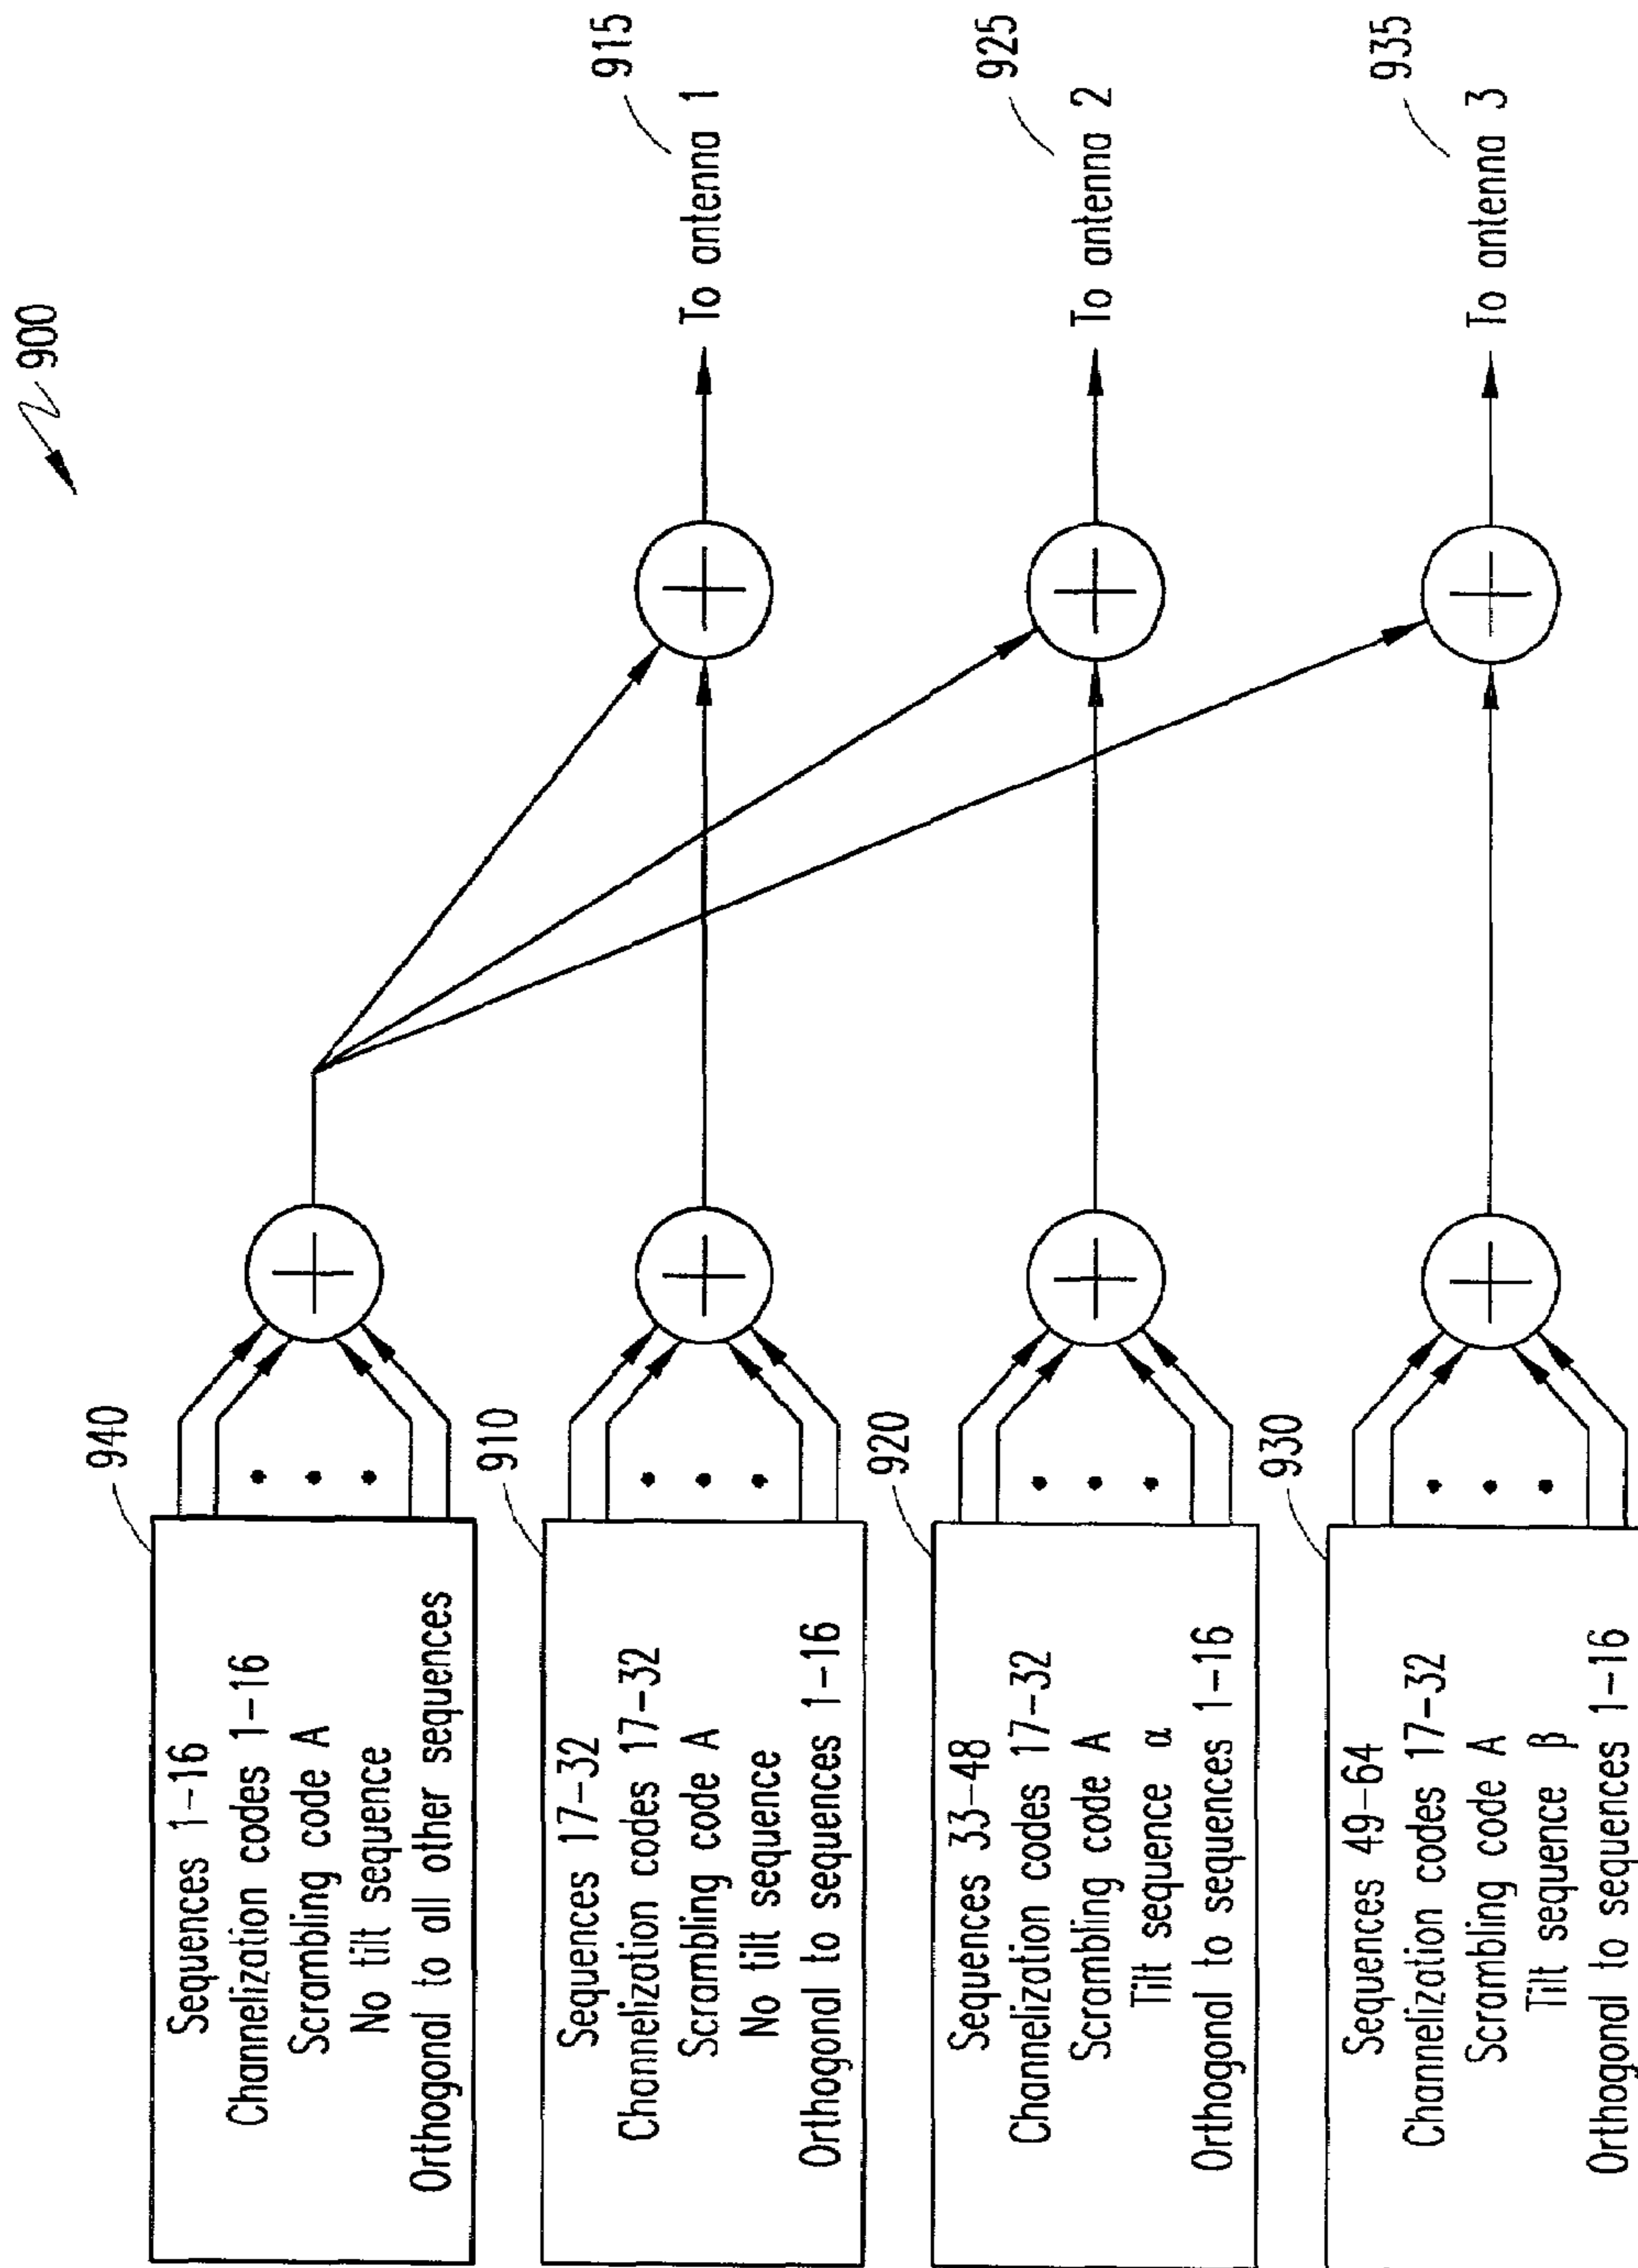 900
940
Sequences 1-16
Channelization codes 1-16
Scrambling code A
No tilt sequence
Orthogonal to all other sequences
910
Sequences 17-32
Channelization codes 17-32
Scrambling code A
No tilt sequence
Orthogonal to sequences 1-16
To antenna 1
915
920
Sequences 33-48
Channelization codes 17-32
Scrambling code A
Tilt sequence α
Orthogonal to sequences 1-16
To antenna 2
925
930
Sequences 49-64
Channelization codes 17-32
Scrambling code A
Tilt sequence β
Orthogonal to sequences 1-16
To antenna 3
935